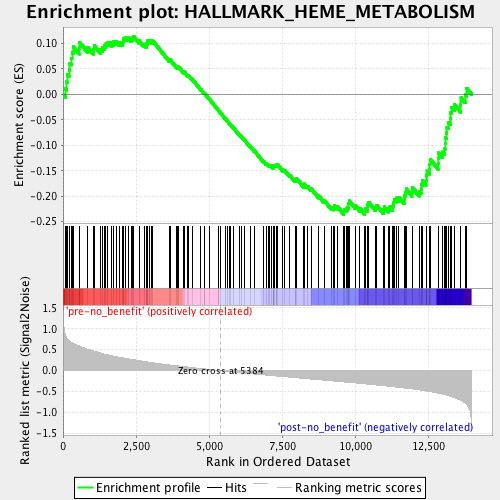 Enrichment plot: HALLMARK_HEME_METABOLISM
Enrichment score (ES)
0.10
0.05
0.00
-0.05
-0.10
-0.15
-0.20
-0.25
Ranked list metric (Signal2Noise)
1.5
1.0
0.5
0.0
-0.5
-1.0
-1.5
'pre-no_benefit' (positively correlated)
Zero cross at 5384
'post-no_benefit' (negatively correlated)
0
2,500
5,000
7,500
10,000
12,500
Rank in Ordered Dataset
Enrichment profile
Hits
Ranking metric scores